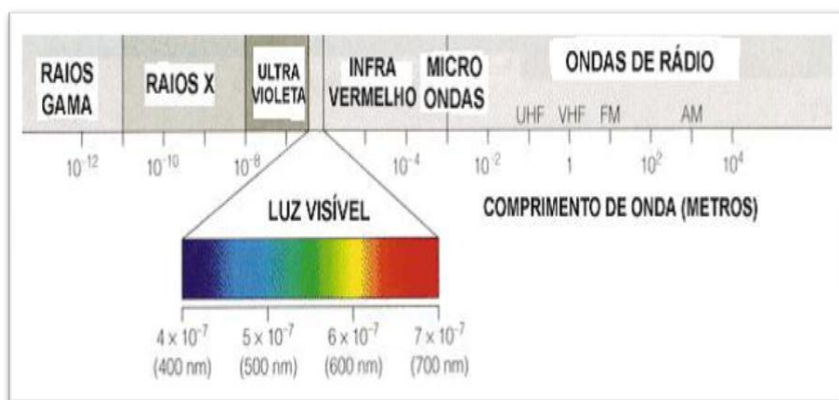 RAIOS GAMA
RAIOS X
ULTRA VIOLETA
INFRA VERMELHO
MICRO ONDAS
ONDAS DE RÁDIO
UHF VHF FM AM
10⁻¹² 10⁻¹⁰ 10⁻⁸ 10⁻⁴ 10⁻² 1 10² 10⁴
LUZ VISÍVEL
COMPRIMENTO DE ONDA (METROS)
4 x 10⁻⁷ 5 x 10⁻⁷ 6 x 10⁻⁷ 7 x 10⁻⁷
(400 nm) (500 nm) (600 nm) (700 nm)